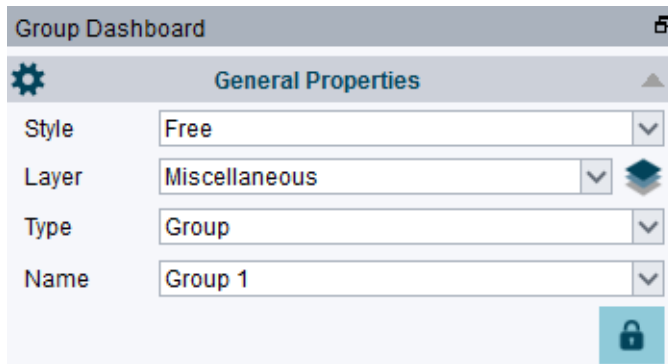 Group Dashboard
General Properties
Style Free
Layer Miscellaneous
Type Group
Name Group 1